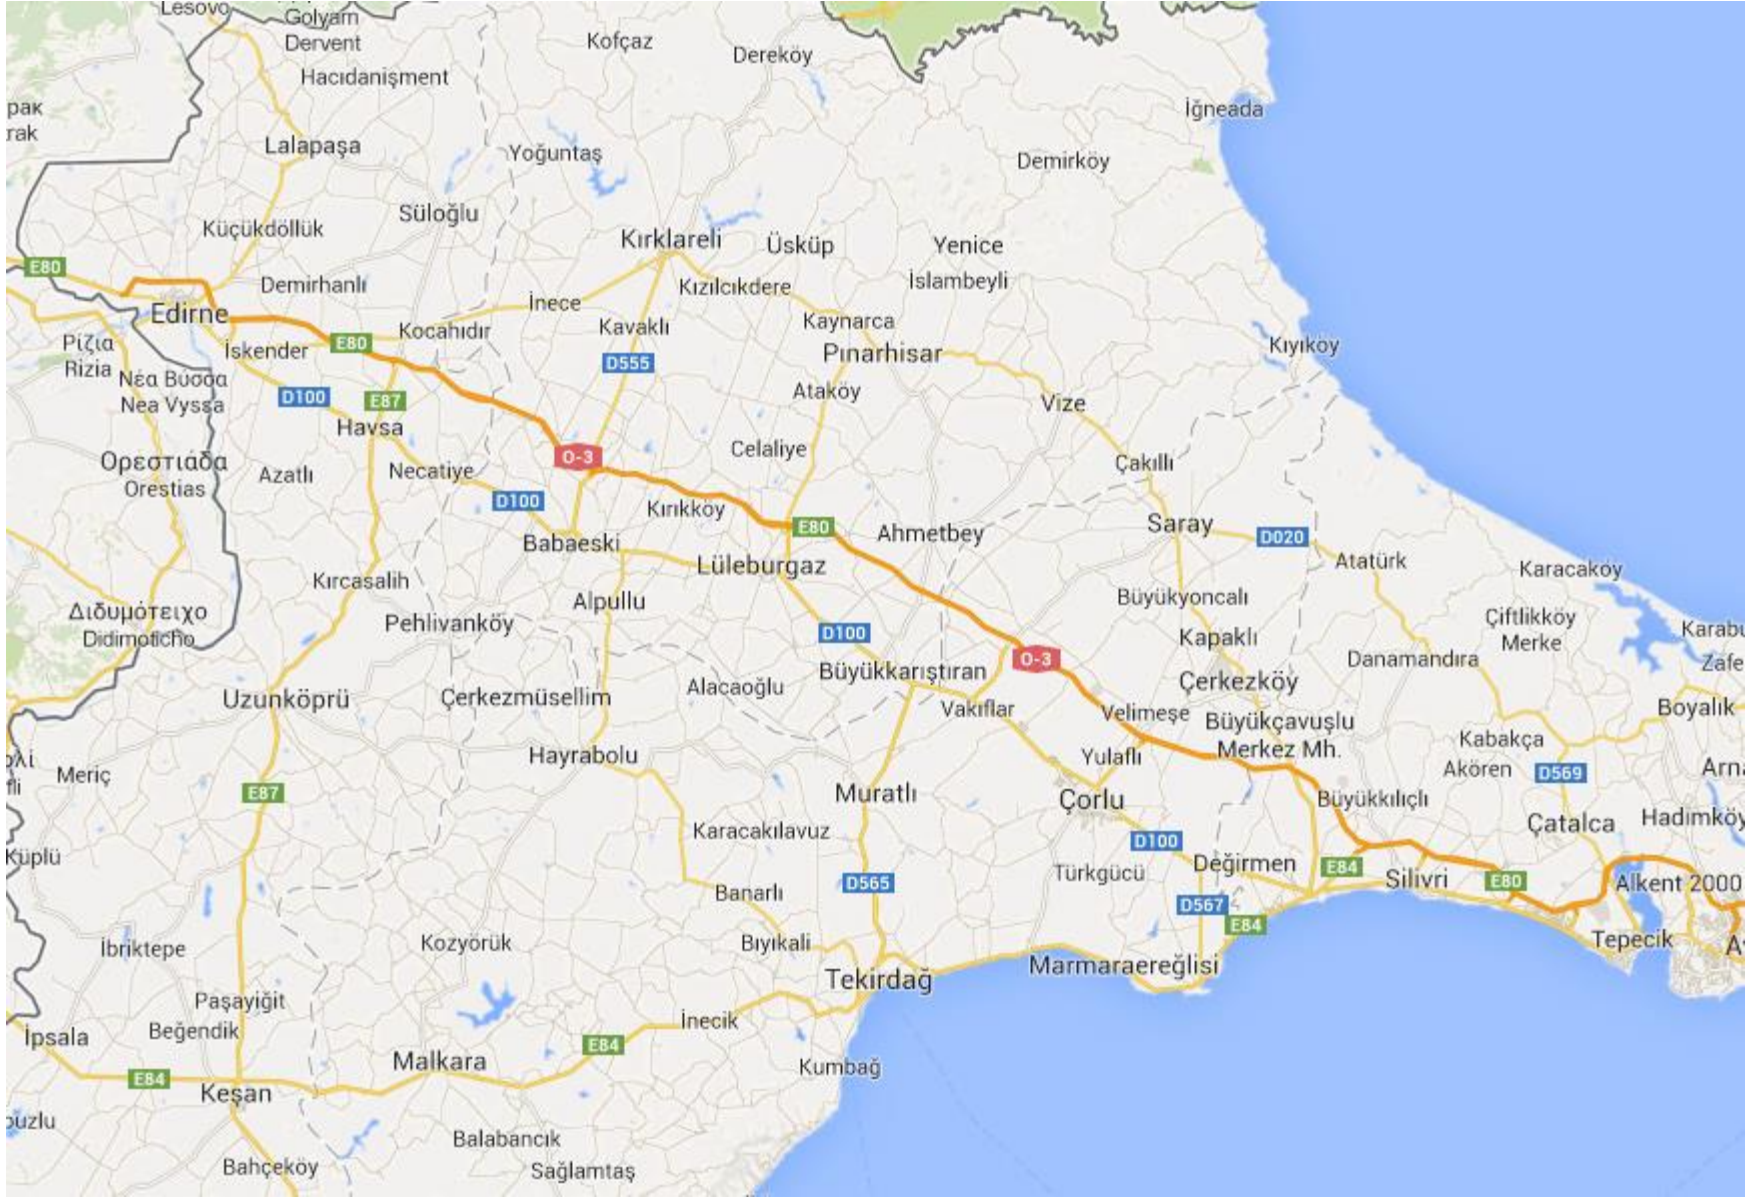 Lesovo
Golyam
Dervent
Kofçaz
Dereköy
Hacıdanişment
İğneada
Lalapaşa
Yoğuntaş
Demirköy
Süloğlu
Küçükdöllük
Kırklareli
Üsküp
Yenice
E80
Demirhanlı
Kızılcıkdere
İslambeyli
İnece
Edirne
Kocahıdır
Kavaklı
Kaynarca
Ρίζια
Rizia
İskender
E80
Pınarhisar
Kıyıköy
D555
Νέα Βύσσα
Nea Vyssa
D100
E87
Ataköy
Vize
Havsa
Celaliye
Ορεστιάδα
Orestias
Azatlı
Necatiye
O-3
Çakıllı
D100
Kırıkköy
E80
Ahmetbey
Saray
D020
Babaeski
Lüleburgaz
Atatürk
Karacaköy
Kırcasalih
Alpullu
Büyükyoncalı
Διδυμότειχο
Didimoticho
Pehlivanköy
D100
Kapaklı
Çiftlikköy
Merke
O-3
Danamandıra
Uzunköprü
Çerkezmüsellim
Alacaoğlu
Büyükkarıştıran
Çerkezköy
Vakıflar
Velimeşe
Büyükçavuşlu
Merkez Mh.
Boyalık
Hayrabolu
Yulaflı
Kabakça
Meriç
Akören
D569
E87
Muratlı
Çorlu
Büyükkılıçlı
Karacakılavuz
Çatalca
Hadımköy
D100
Küplü
Türkgücü
Değirmen
E84
Silivri
E80
Alkent 2000
Banarlı
D565
D567
E84
İbriktepe
Kozyörük
Bıyıkali
Tepecik
Tekirdağ
Marmaraereğlisi
Paşayiğit
İnecik
İpsala
Beğendik
E84
Malkara
Kumbağ
E84
Keşan
Balabancık
Bahçeköy
Sağlamtaş